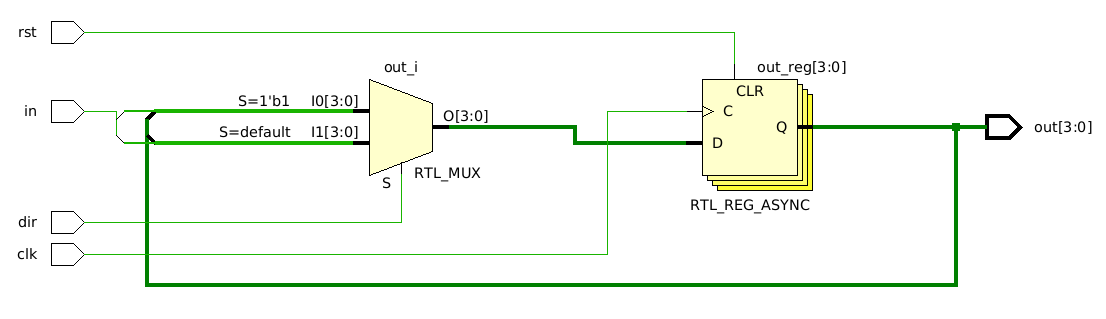 rst
out_i
out_reg[3:0]
CLR
in
S=1'b1
I0[3:0]
O[3:0]
C
S=default
I1[3:0]
Q
out[3:0]
D
S
RTL_MUX
RTL_REG_ASYNC
dir
clk